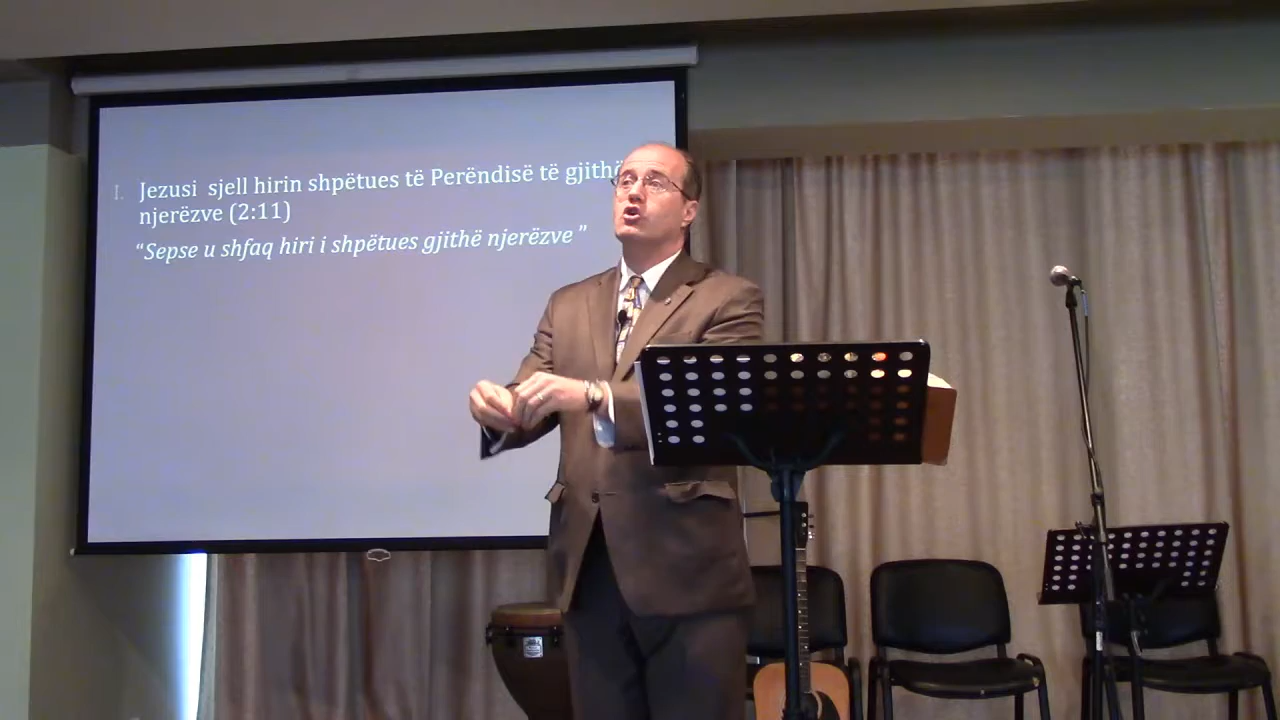 I. Jezusi sjell hirin shpëtues të Perëndisë të gjithë
njerëzve (2:11)
“Sepse u shfaq hiri i shpëtues gjithë njerëzve ”